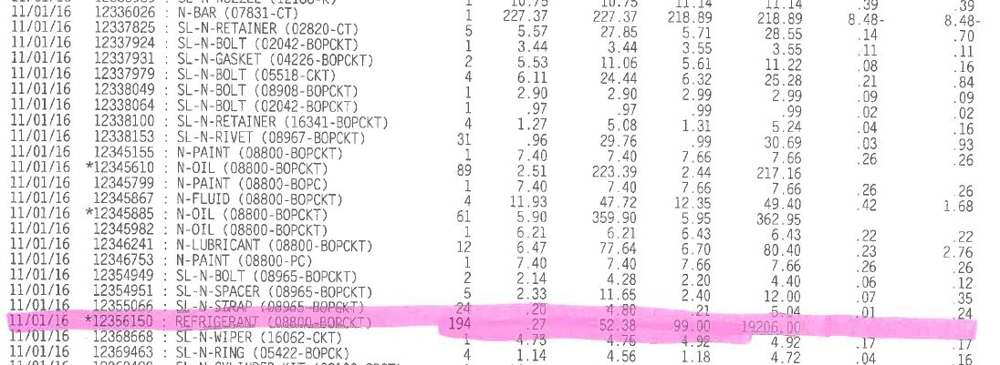 1 10.75 10.75 11.14 11.14 .39 .39
11/01/16 12336026 : N-BAR (07831-CT) 1 227.37 227.37 218.89 218.89 8.48- 8.48-
11/01/16 12337825 : SL-N-RETAINER (02820-CT) 5 5.57 27.85 5.71 28.55 .14 .70
11/01/16 12337924 : SL-N-BOLT (02042-BOPCKT) 1 3.44 3.44 3.55 3.55 .11 .11
11/01/16 12337931 : SL-N-GASKET (04226-BOPCKT) 2 5.53 11.06 5.61 11.22 .08 .16
11/01/16 12337979 : SL-N-BOLT (05518-CKT) 4 6.11 24.44 6.32 25.28 .21 .84
11/01/16 12338049 : SL-N-BOLT (08908-BOPCKT) 1 2.90 2.90 2.99 2.99 .09 .09
11/01/16 12338064 : SL-N-BOLT (02042-BOPCKT) 1 .97 .97 .99 .99 .02 .02
11/01/16 12338100 : SL-N-RETAINER (16341-BOPCKT) 4 1.27 5.08 1.31 5.24 .04 .16
11/01/16 12338153 : SL-N-RIVET (08967-BOPCKT) 31 .96 29.76 .99 30.69 .03 .93
11/01/16 12345155 : N-PAINT (08800-BOPCKT) 1 7.40 7.40 7.66 7.66 .26 .26
11/01/16 *12345610 : N-OIL (08800-BOPCKT) 89 2.51 223.39 2.44 217.16
11/01/16 12345799 : N-PAINT (08800-BOPC) 1 7.40 7.40 7.66 7.66 .26 .26
11/01/16 12345867 : N-FLUID (08800-BOPCKT) 4 11.93 47.72 12.35 49.40 .42 1.68
11/01/16 *12345885 : N-OIL (08800-BOPCKT) 61 5.90 359.90 5.95 362.95
11/01/16 12345982 : N-OIL (08800-BOPCKT) 1 6.21 6.21 6.43 6.43 .22 .22
11/01/16 12346241 : N-LUBRICANT (08800-BOPCKT) 12 6.47 77.64 6.70 80.40 .23 2.76
11/01/16 12346753 : N-PAINT (08800-PC) 1 7.40 7.40 7.66 7.66 .26 .26
11/01/16 12354949 : SL-N-BOLT (08965-BOPCKT) 2 2.14 4.28 2.20 4.40 .06 .12
11/01/16 12354951 : SL-N-SPACER (08965-BOPCKT) 5 2.33 11.65 2.40 12.00 .07 .35
11/01/16 12355066 : SL-N-STRAP (08965-BOPCKT) 24 .20 4.80 .21 5.04 .01 .24
11/01/16 *12356150 : REFRIGERANT (08800-BOPCKT) 194 .27 52.38 99.00 19206.00
11/01/16 12368668 : SL-N-WIPER (16062-CKT) 1 4.75 4.75 4.92 4.92 .17 .17
11/01/16 12369463 : SL-N-RING (05422-BOPCK) 4 1.14 4.56 1.18 4.72 .04 .16